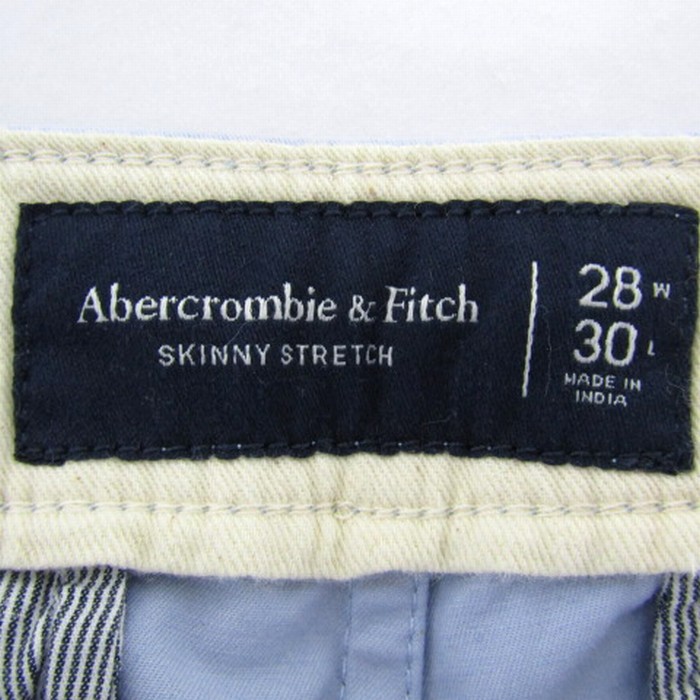 Abercrombie & Fitch
SKINNY STRETCH
28 W
30 L
MADE IN
INDIA